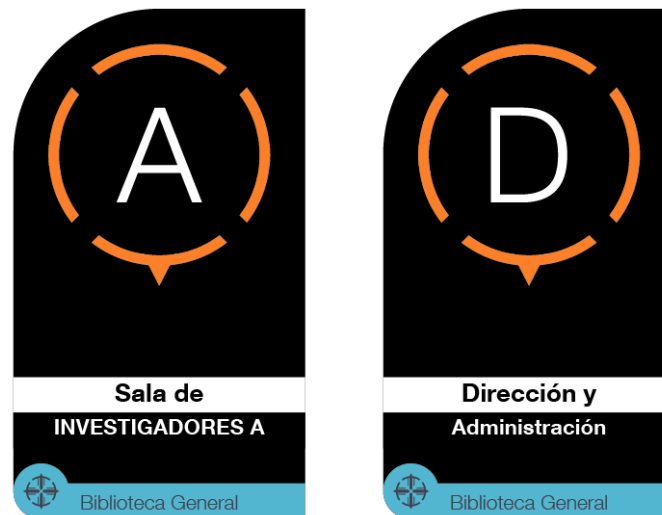 A
Sala de
INVESTIGADORES A
Biblioteca General
D
Dirección y
Administración
Biblioteca General